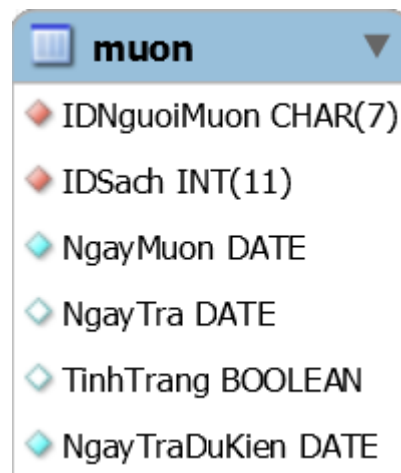 muon
IDNguoiMuon CHAR(7)
IDSach INT(11)
NgayMuon DATE
NgayTra DATE
TinhTrang BOOLEAN
NgayTraDuKien DATE